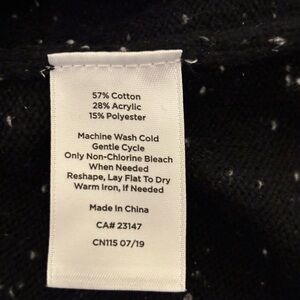 57% Cotton
28% Acrylic
15% Polyester
Machine Wash Cold
Gentle Cycle
Only Non-Chlorine Bleach
When Needed
Reshape, Lay Flat To Dry
Warm Iron, If Needed
Made In China
CA# 23147
CN115 07/19